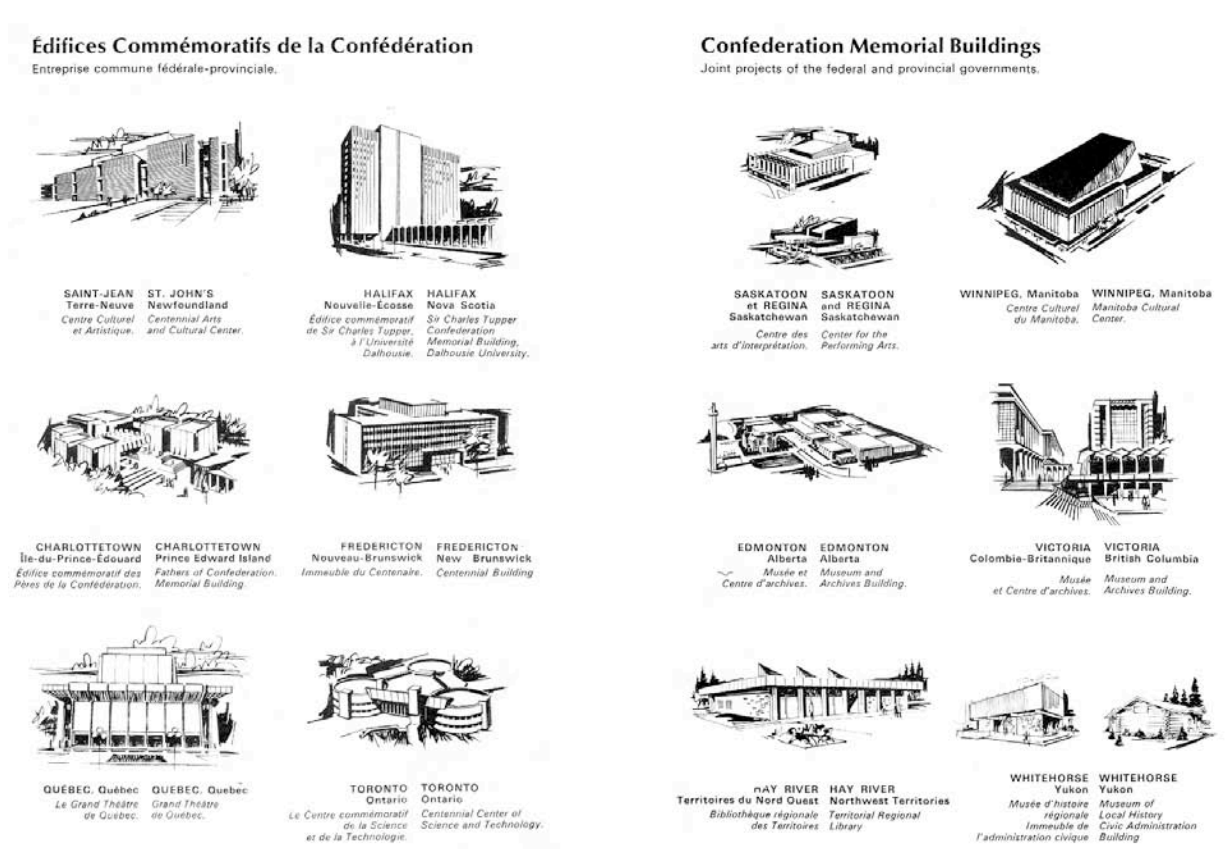 Édifices Commémoratifs de la Confédération
Entreprise commune fédérale-provinciale.
SAINT-JEAN
Terre-Neuve
Centre Culturel
et Artistique.
ST. JOHN'S
Newfoundland
Centennial Arts
and Cultural Center.
HALIFAX
Nouvelle-Écosse
Édifice commémoratif
de Sir Charles Tupper,
à l'Université
Dalhousie.
HALIFAX
Nova Scotia
Sir Charles Tupper
Confederation
Memorial Building,
Dalhousie University.
CHARLOTTETOWN
Île-du-Prince-Édouard
Édifice commémoratif des
Pères de la Confédération.
CHARLOTTETOWN
Prince Edward Island
Fathers of Confederation.
Memorial Building.
FREDERICTON
Nouveau-Brunswick
Immeuble du Centenaire.
FREDERICTON
New Brunswick
Centennial Building
QUÉBEC, Québec
Le Grand Théâtre
de Québec.
QUEBEC, Quebec
Grand Théâtre
de Québec.
TORONTO
Ontario
Le Centre commémoratif
de la Science
et de la Technologie.
TORONTO
Ontario
Centennial Center of
Science and Technology.
Confederation Memorial Buildings
Joint projects of the federal and provincial governments.
SASKATOON
et REGINA
Saskatchewan
Centre des
arts d'interprétation.
SASKATOON
and REGINA
Saskatchewan
Center for the
Performing Arts.
WINNIPEG, Manitoba
Centre Culturel
du Manitoba.
WINNIPEG, Manitoba
Manitoba Cultural
Center.
EDMONTON
Alberta
Musée et
Centre d'archives.
EDMONTON
Alberta
Museum and
Archives Building.
VICTORIA
Colombie-Britannique
Musée
et Centre d'archives.
VICTORIA
British Columbia
Museum and
Archives Building.
HAY RIVER
Territoires du Nord Ouest
Bibliothèque régionale
des Territoires
HAY RIVER
Northwest Territories
Territorial Regional
Library
WHITEHORSE
Yukon
Musée d'histoire
régionale
Immeuble de
l'administration civique
WHITEHORSE
Yukon
Museum of
Local History
Civic Administration
Building